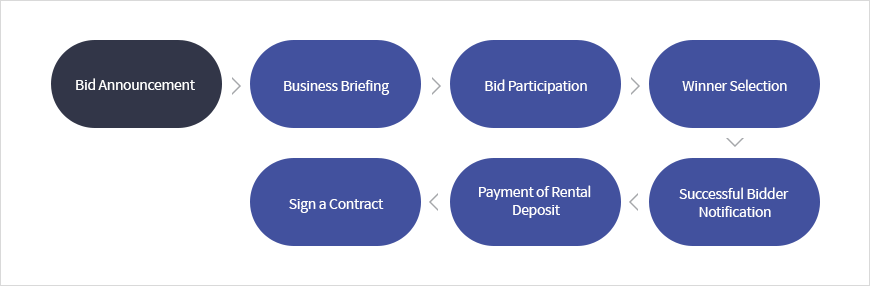 Bid Announcement
Business Briefing
Bid Participation
Winner Selection
Successful Bidder
Notification
Payment of Rental
Deposit
Sign a Contract